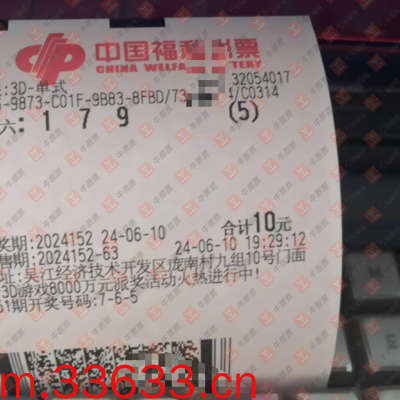 中国福利彩票
CHINA WELFA TTERY
:3D-单式
32054017
-9873-C01F-9B83-8FBD/73 /C0314
六: 1 7 9 (5)
奖期:2024152 24-06-10 合计10元
售期:2024152-63 24-06-10 19:29:12
址:吴江经济技术开发区庞南村九组10号门面
3D游戏8000万元派奖活动火热进行中!
51期开奖号码:7-6-5
m.33633.cn